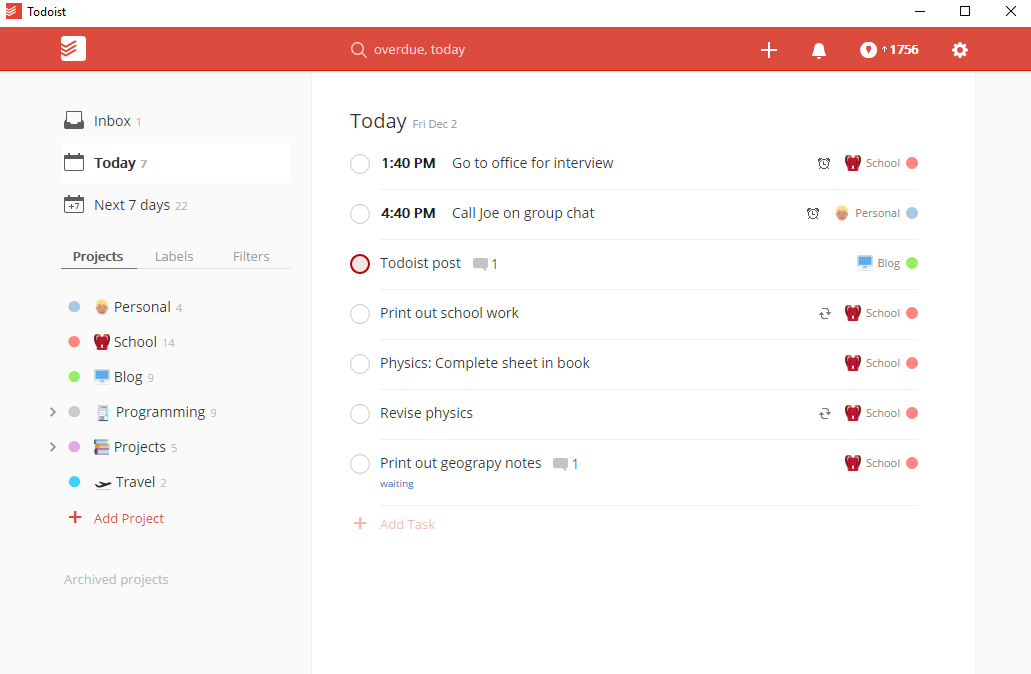 Todoist
overdue, today
1756
Inbox 1
Today 7
+7 Next 7 days 22
Projects Labels Filters
Personal 4
School 14
Blog 9
Programming 9
Projects 5
Travel 2
+ Add Project
Archived projects
Today Fri Dec 2
1:40 PM Go to office for interview School
4:40 PM Call Joe on group chat Personal
Todoist post 1 Blog
Print out school work School
Physics: Complete sheet in book School
Revise physics School
Print out geograpy notes 1 School
waiting
+ Add Task